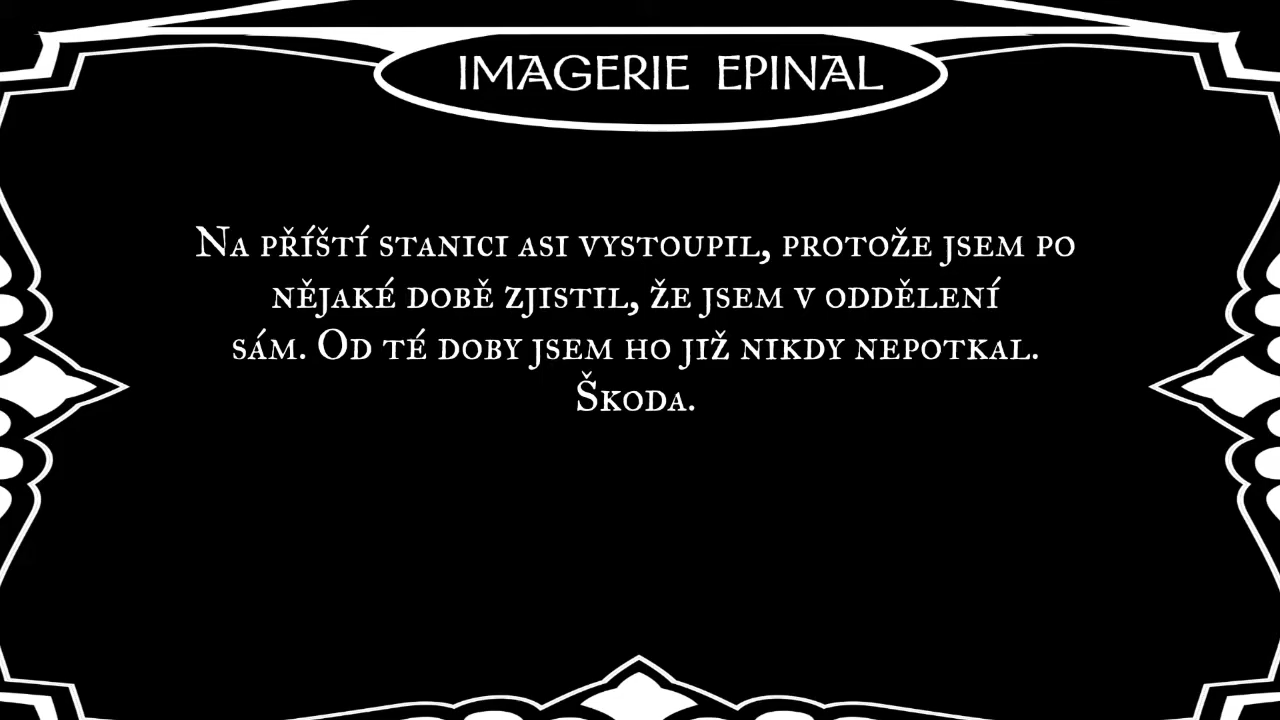 IMAGERIE EPINAL
Na příští stanici asi vystoupil, protože jsem po
nějaké době zjistil, že jsem v oddělení
sám. Od té doby jsem ho již nikdy nepotkal.
Škoda.